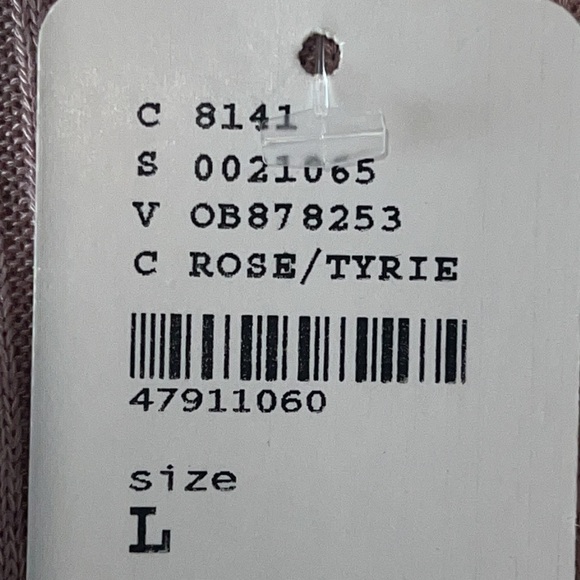 C 8141
S 0021065
V OB878253
C ROSE/TYRIE
47911060
size
L